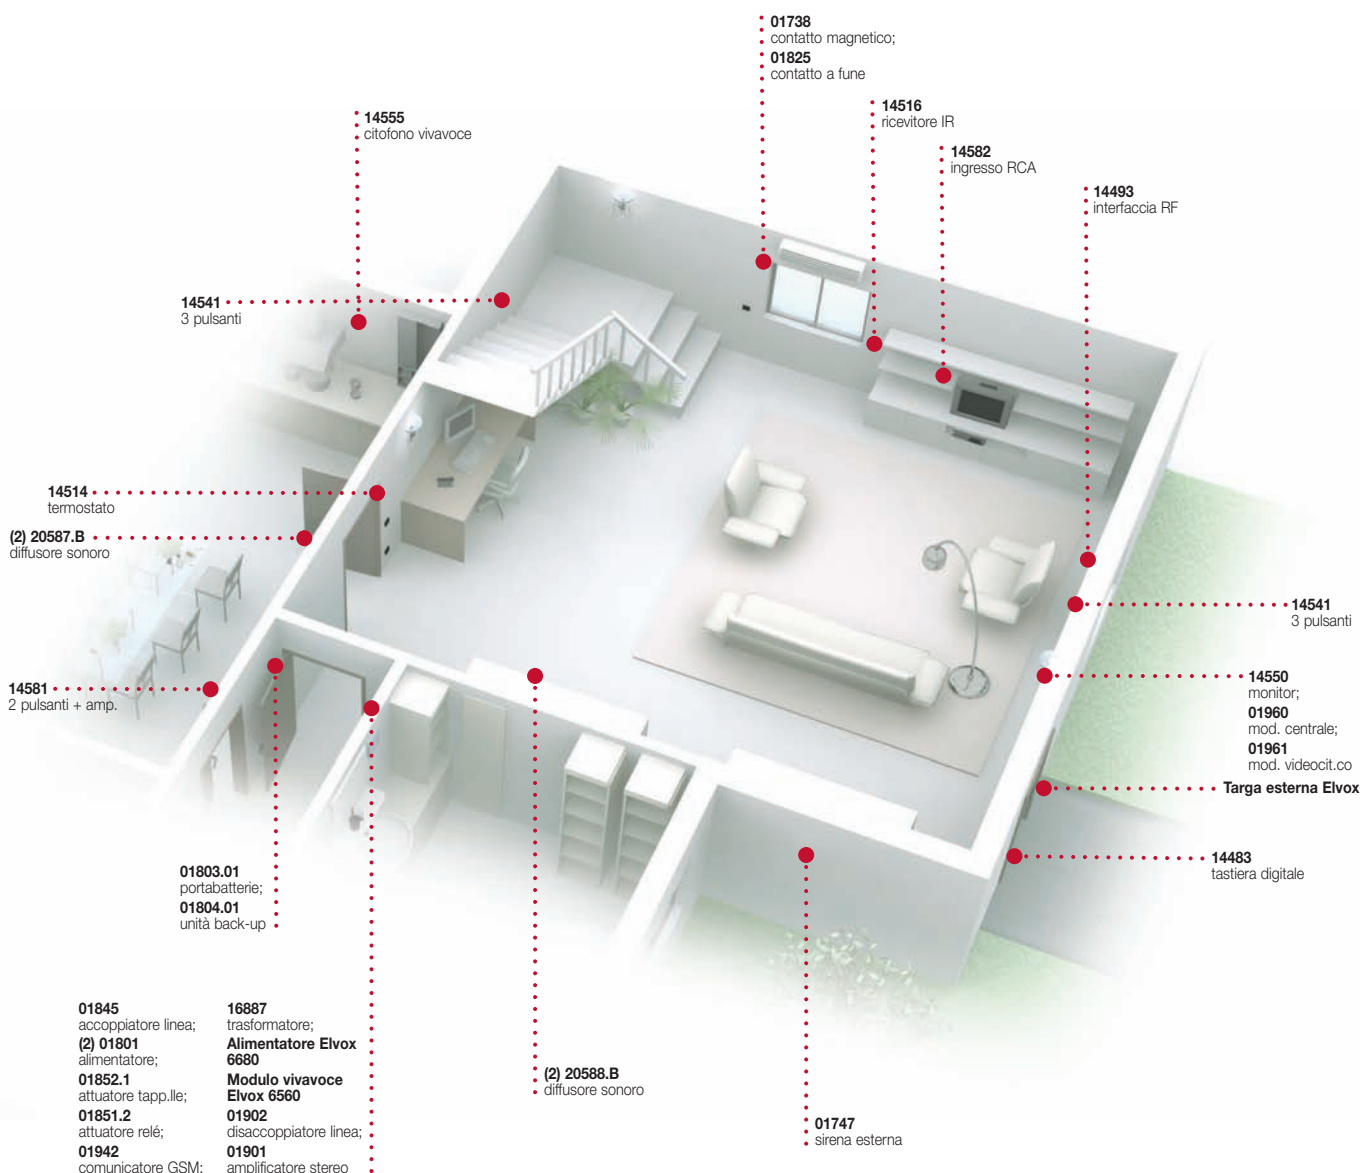 01738
contatto magnetico;
01825
contatto a fune
14555
citofono vivavoce
14516
ricevitore IR
14582
ingresso RCA
14493
interfaccia RF
14541
3 pulsanti
14514
termostato
(2) 20587.B
diffusore sonoro
14541
3 pulsanti
14581
2 pulsanti + amp.
14550
monitor;
01960
mod. centrale;
01961
mod. videocit.co
Targa esterna Elvox
14483
tastiera digitale
01803.01
portabatterie;
01804.01
unità back-up
01845
accoppiatore linea;
(2) 01801
alimentatore;
01852.1
attuatore tapp.lle;
01851.2
attuatore relé;
01942
comunicatore GSM;
16887
trasformatore;
Alimentatore Elvox
6680
Modulo vivavoce
Elvox 6560
01902
disaccoppiatore linea;
01901
amplificatore stereo
(2) 20588.B
diffusore sonoro
01747
sirena esterna